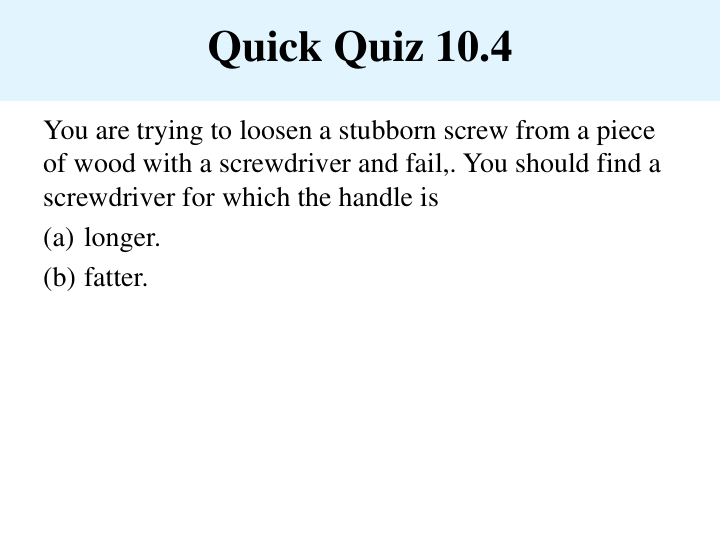 Quick Quiz 10.4
You are trying to loosen a stubborn screw from a piece
of wood with a screwdriver and fail,. You should find a
screwdriver for which the handle is
(a) longer.
(b) fatter.